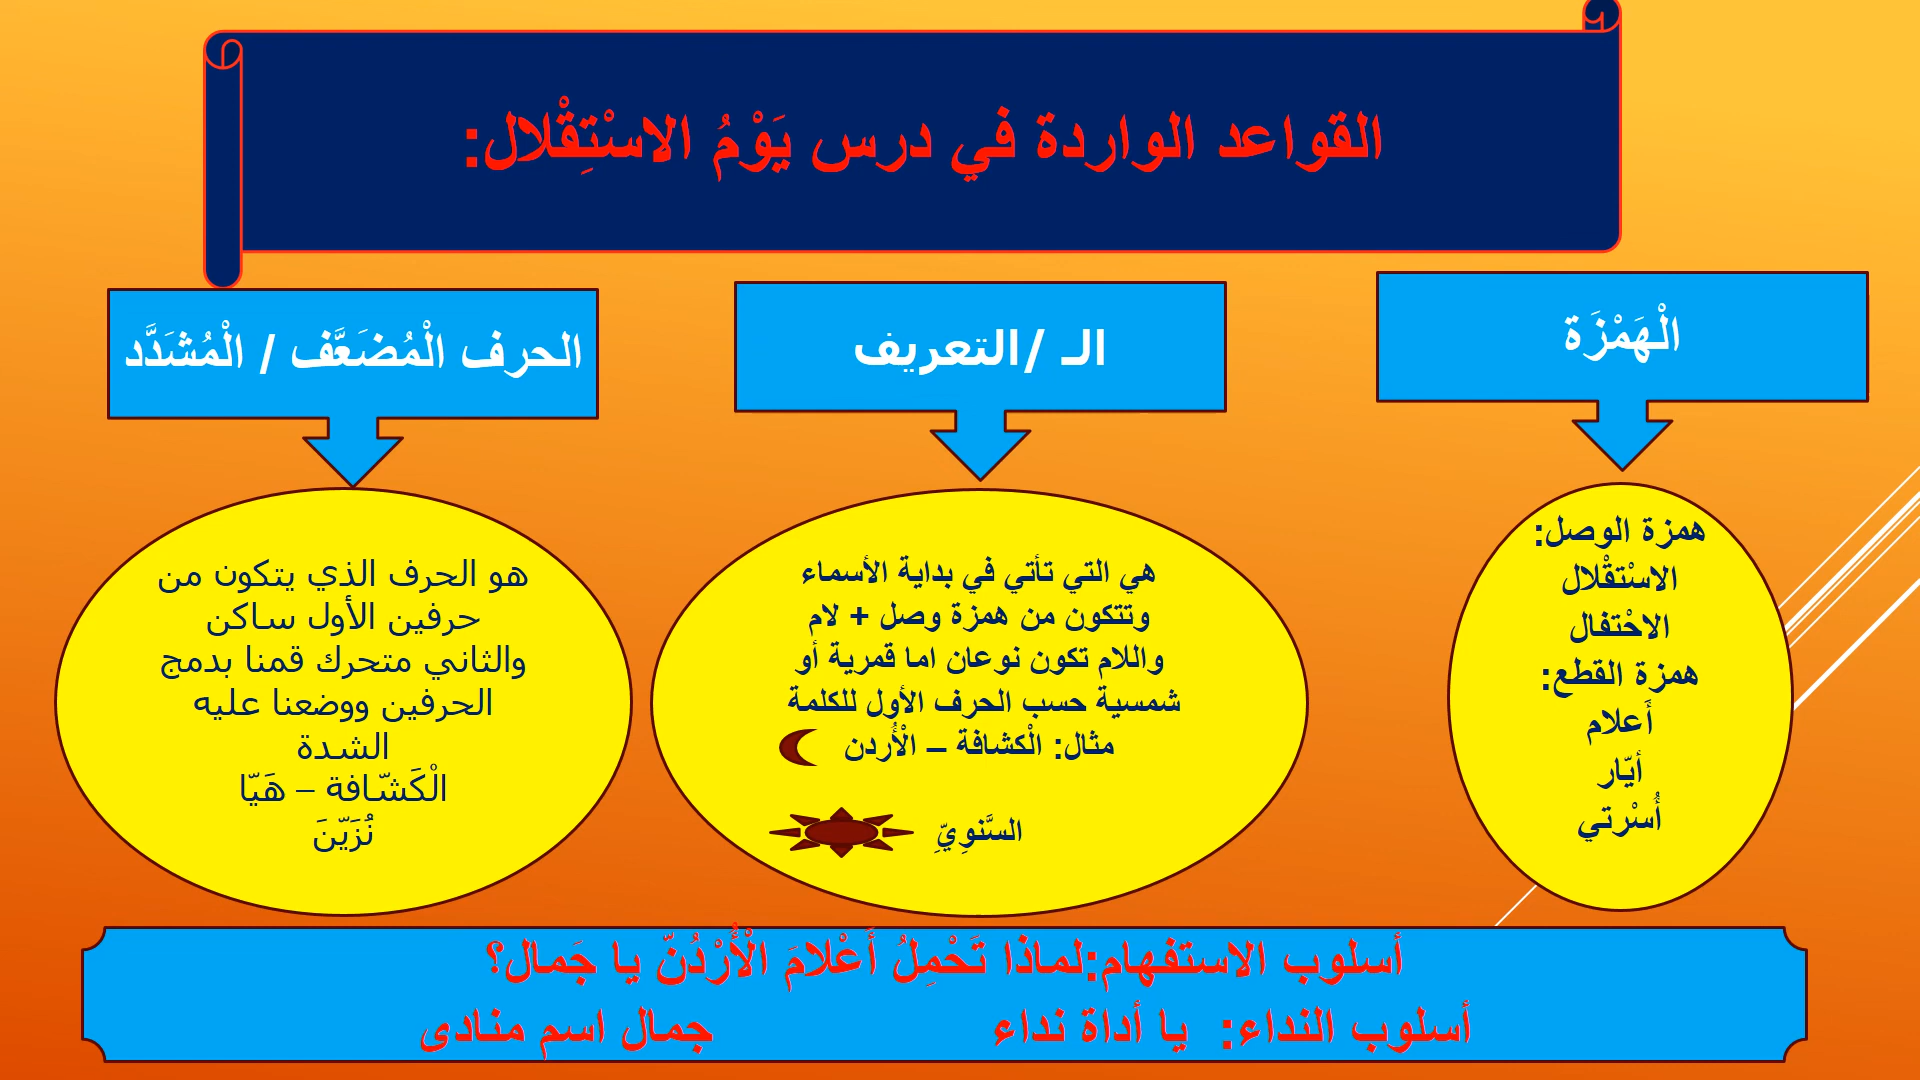 القواعد الواردة في درس يَوْمُ الاسْتِقْلال:
الْهَمْزَة
همزة الوصل:
الاسْتقْلال
الاحْتفال
همزة القطع:
أَعلام
أيّار
أُسْرتي
الـ /التعريف
هي التي تأتي في بداية الأسماء
وتتكون من همزة وصل + لام
واللام تكون نوعان اما قمرية أو
شمسية حسب الحرف الأول للكلمة
مثال: الْكشافة – الْأُردن
السَّنوِيِّ
الحرف الْمُضَعَّف / الْمُشَدَّد
هو الحرف الذي يتكون من
حرفين الأول ساكن
والثاني متحرك قمنا بدمج
الحرفين ووضعنا عليه
الشدة
الْكَشّافة – هَيّا
نُزَيّنَ
أسلوب الاستفهام:لماذا تَحْمِلُ أَعْلامَ الْأُرْدُنّ يا جَمال؟
أسلوب النداء: يا أداة نداء جمال اسم منادى